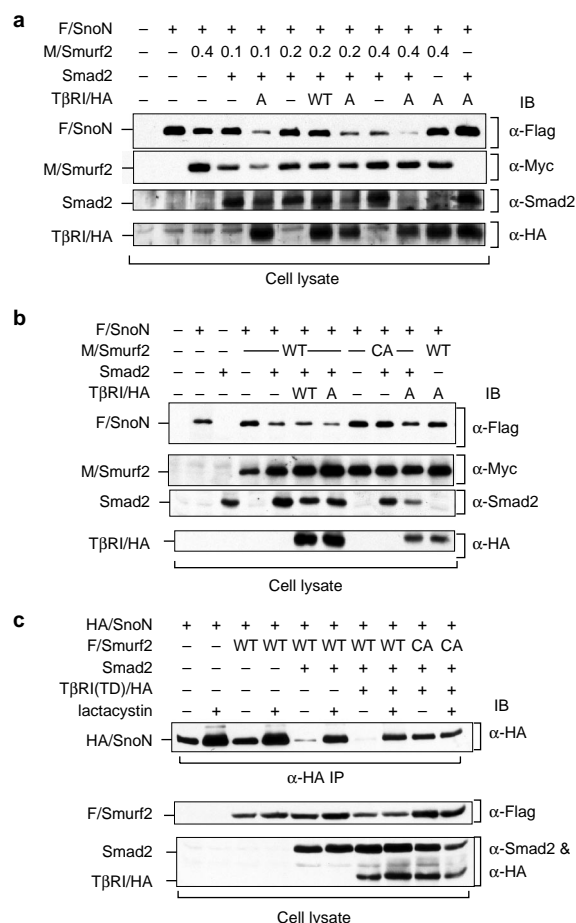 a
F/SnoN – + + + + + + + + + + +
M/Smurf2 – – 0.4 0.1 0.1 0.2 0.2 0.2 0.4 0.4 0.4 –
Smad2 – – – + + + + + + + – +
TβRI/HA – – – – A – WT A – A A A IB
F/SnoN α-Flag
M/Smurf2 α-Myc
Smad2 α-Smad2
TβRI/HA α-HA
Cell lysate
b
F/SnoN – + – + + + + + + + +
M/Smurf2 – – – — WT — — CA — WT
Smad2 – – + – + + + – + + –
TβRI/HA – – – – – WT A – – A A IB
F/SnoN α-Flag
M/Smurf2 α-Myc
Smad2 α-Smad2
TβRI/HA α-HA
Cell lysate
c
HA/SnoN + + + + + + + + + +
F/Smurf2 – – WT WT WT WT WT WT CA CA
Smad2 – – – – + + + + + +
TβRI(TD)/HA – – – – – – + + + +
lactacystin – + – + – + – + – + IB
HA/SnoN α-HA
α-HA IP
F/Smurf2 α-Flag
Smad2 α-Smad2 &
TβRI/HA α-HA
Cell lysate